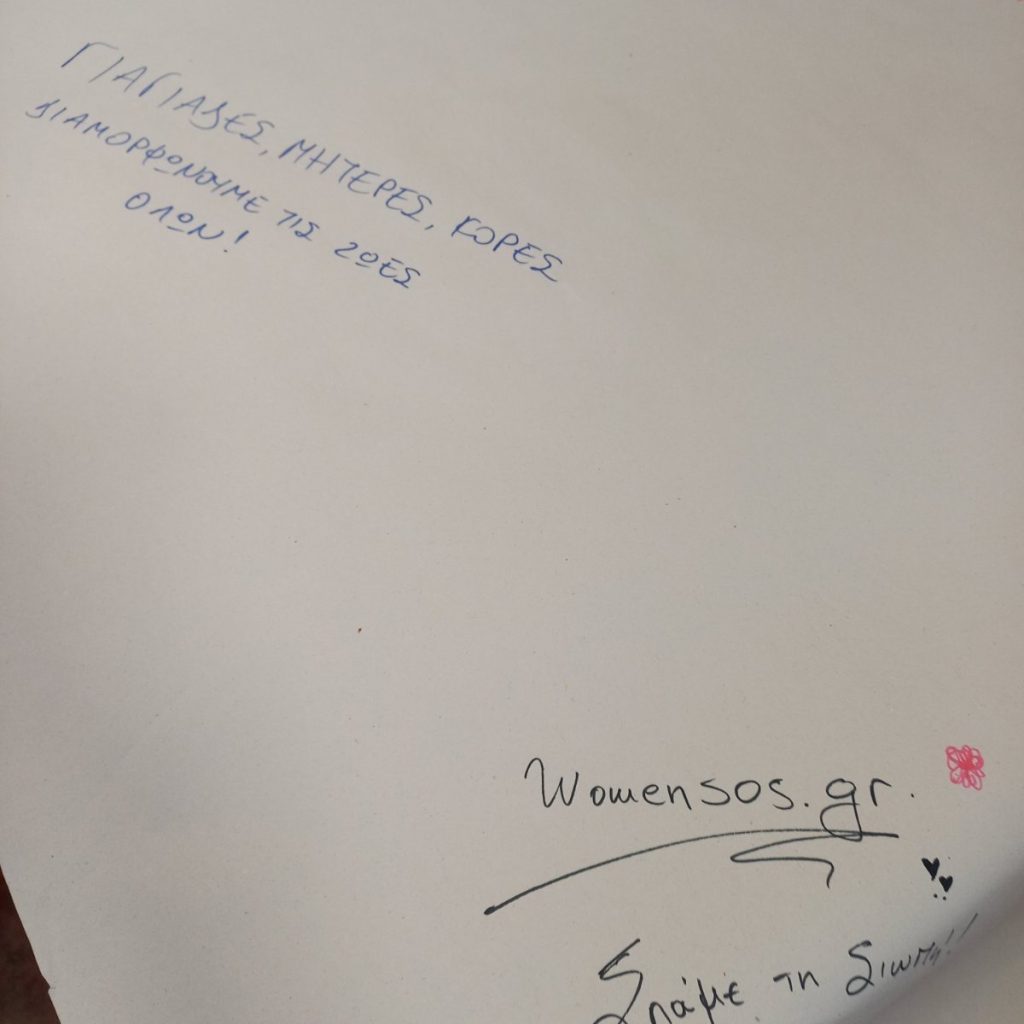 ΓΙΑΓΙΑΔΕΣ, ΜΗΤΕΡΕΣ, ΚΟΡΕΣ
ΔΙΑΜΟΡΦΩΝΟΥΜΕ ΤΙΣ ΖΩΕΣ
ΟΛΩΝ!
Womensos.gr.
Σπάμε τη Σιωπή!!